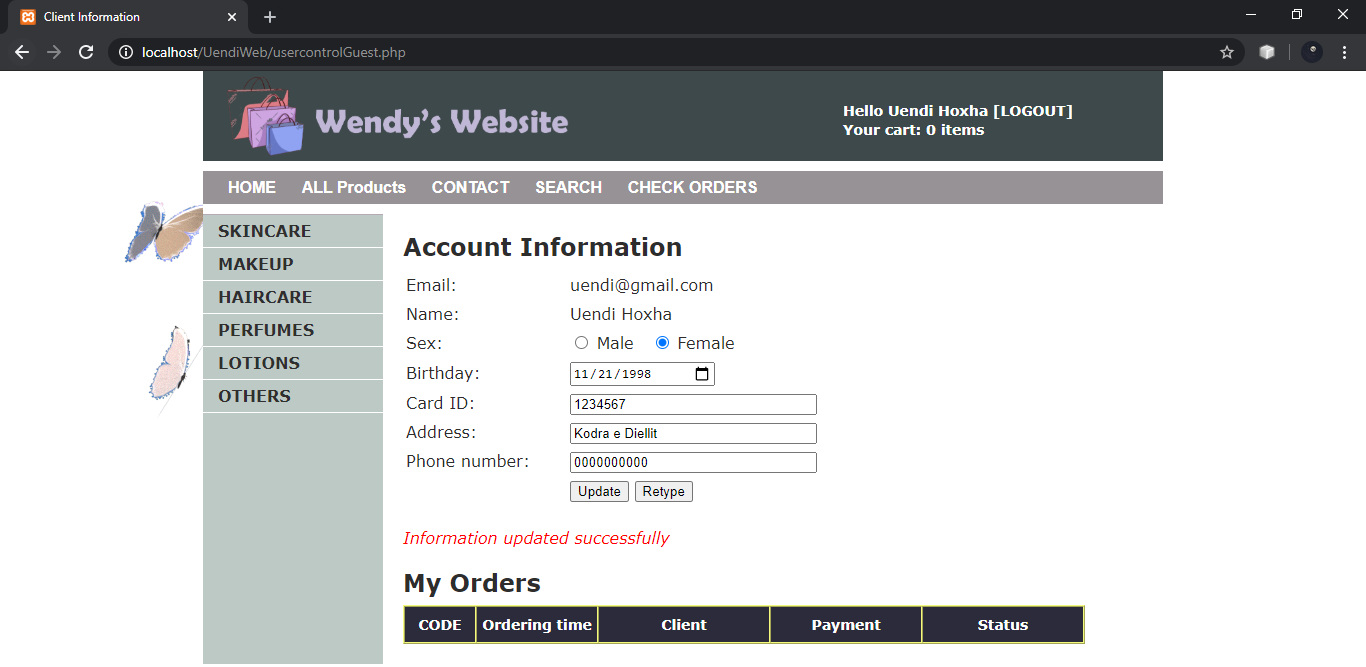 Client Information
localhost/UendiWeb/usercontrolGuest.php
Wendy's Website
Hello Uendi Hoxha [LOGOUT]
Your cart: 0 items
HOME ALL Products CONTACT SEARCH CHECK ORDERS
SKINCARE
MAKEUP
HAIRCARE
PERFUMES
LOTIONS
OTHERS
Account Information
Email: uendi@gmail.com
Name: Uendi Hoxha
Sex: Male Female
Birthday: 11/21/1998
Card ID: 1234567
Address: Kodra e Diellit
Phone number: 0000000000
Update Retype
Information updated successfully
My Orders
CODE Ordering time Client Payment Status